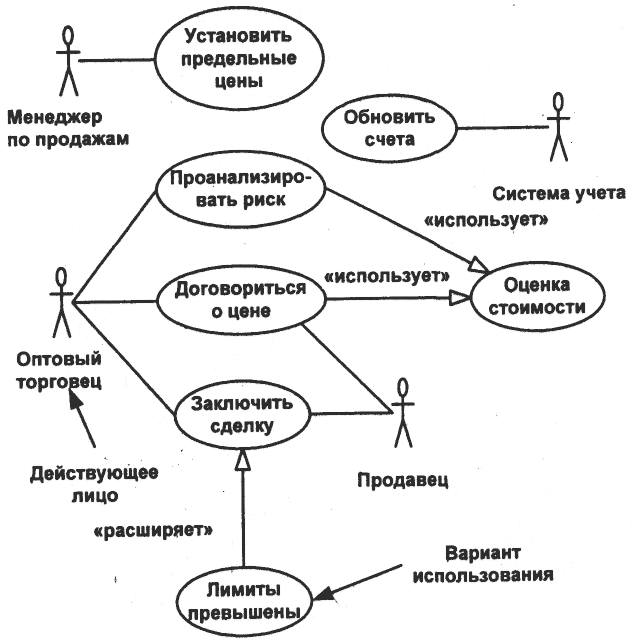 Установить
предельные
цены
Менеджер
по продажам
Обновить
счета
Система учета
Проанализиро-
вать риск
«использует»
Договориться
о цене
«использует»
Оценка
стоимости
Оптовый
торговец
Заключить
сделку
Действующее
лицо
Продавец
«расширяет»
Вариант
использования
Лимиты
превышены